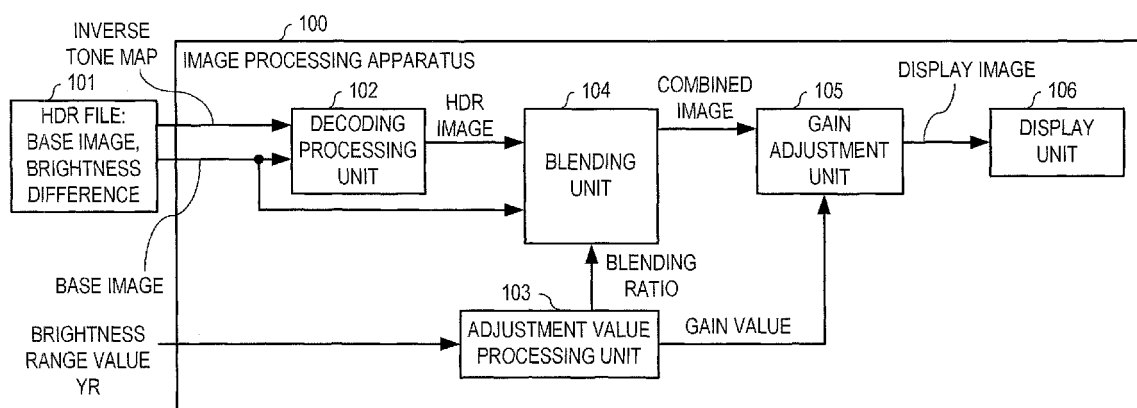 100
INVERSE
TONE MAP
IMAGE PROCESSING APPARATUS
101
HDR FILE:
BASE IMAGE,
BRIGHTNESS
DIFFERENCE
102
DECODING
PROCESSING
UNIT
HDR
IMAGE
104
BLENDING
UNIT
COMBINED
IMAGE
105
GAIN
ADJUSTMENT
UNIT
DISPLAY IMAGE
106
DISPLAY
UNIT
BASE IMAGE
BLENDING
RATIO
103
ADJUSTMENT VALUE
PROCESSING UNIT
GAIN VALUE
BRIGHTNESS
RANGE VALUE
YR